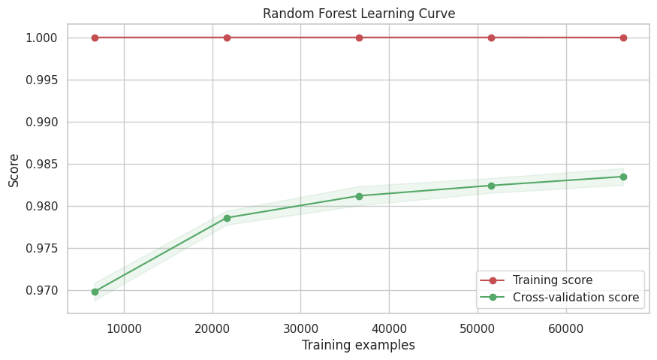 Random Forest Learning Curve
1.000
0.995
0.990
0.985
0.980
0.975
0.970
Score
10000 20000 30000 40000 50000 60000
Training examples
Training score
Cross-validation score